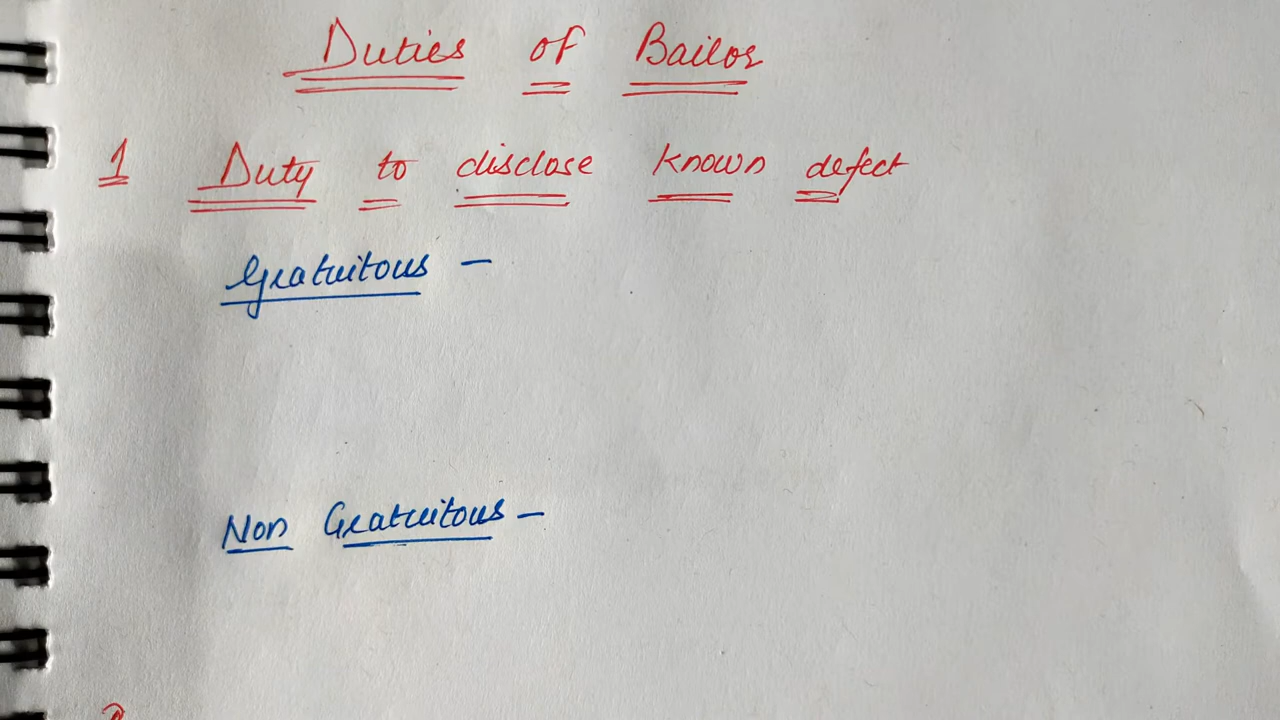 Duties of Bailor
1 Duty to disclose known defect
Gratuitous -
Non Gratuitous -